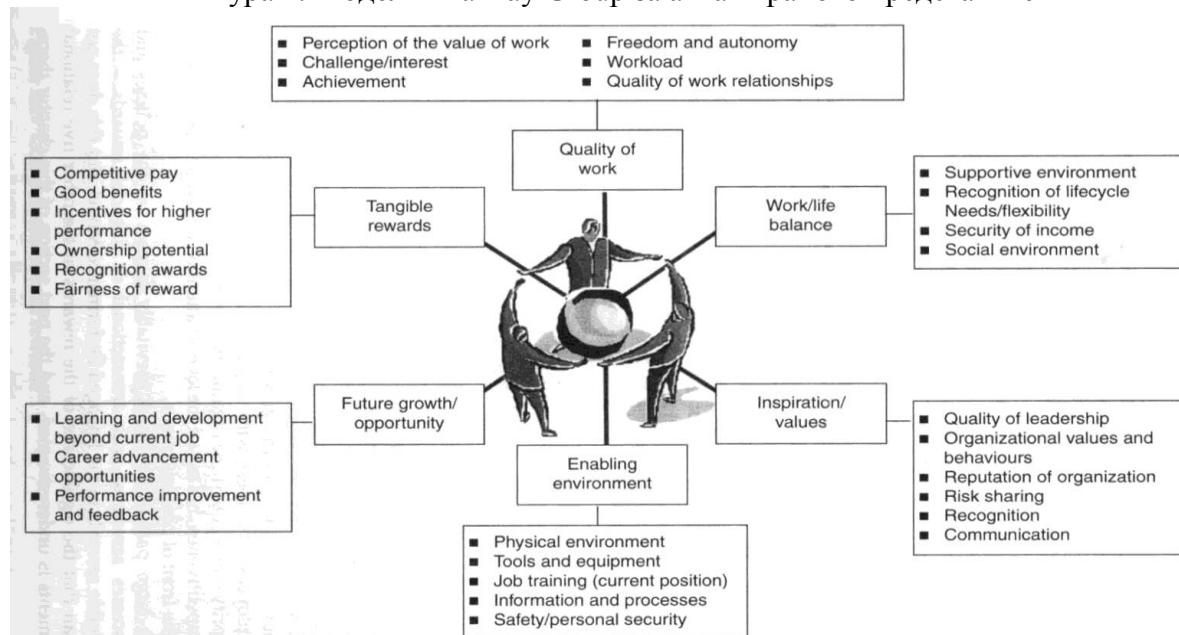 Hay Group
■ Perception of the value of work
■ Challenge/interest
■ Achievement
■ Freedom and autonomy
■ Workload
■ Quality of work relationships
Quality of
work
■ Competitive pay
■ Good benefits
■ Incentives for higher
performance
■ Ownership potential
■ Recognition awards
■ Fairness of reward
Tangible
rewards
Work/life
balance
■ Supportive environment
■ Recognition of lifecycle
Needs/flexibility
■ Security of income
■ Social environment
■ Learning and development
beyond current job
■ Career advancement
opportunities
■ Performance improvement
and feedback
Future growth/
opportunity
Inspiration/
values
■ Quality of leadership
■ Organizational values and
behaviours
■ Reputation of organization
■ Risk sharing
■ Recognition
■ Communication
Enabling
environment
■ Physical environment
■ Tools and equipment
■ Job training (current position)
■ Information and processes
■ Safety/personal security